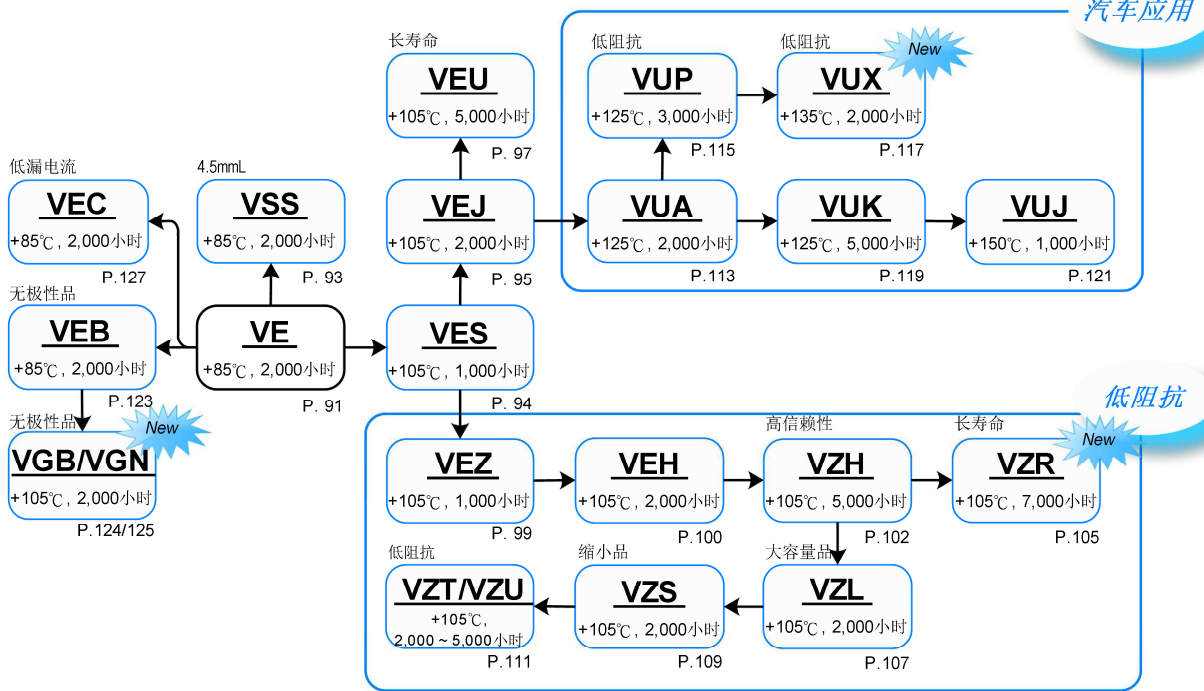 汽车应用
长寿命
VEU
+105℃, 5,000小时
P. 97
低阻抗
VUP
+125℃, 3,000小时
P.115
低阻抗
New
VUX
+135℃, 2,000小时
P.117
低漏电流
VEC
+85℃, 2,000小时
P.127
4.5mmL
VSS
+85℃, 2,000小时
P. 93
VEJ
+105℃, 2,000小时
P. 95
VUA
+125℃, 2,000小时
P.113
VUK
+125℃, 5,000小时
P.119
VUJ
+150℃, 1,000小时
P.121
无极性品
VEB
+85℃, 2,000小时
P.123
VE
+85℃, 2,000小时
P. 91
VES
+105℃, 1,000小时
P. 94
无极性品
New
VGB/VGN
+105℃, 2,000小时
P.124/125
低阻抗
VEZ
+105℃, 1,000小时
P. 99
VEH
+105℃, 2,000小时
P.100
高信赖性
VZH
+105℃, 5,000小时
P.102
长寿命
New
VZR
+105℃, 7,000小时
P.105
低阻抗
VZT/VZU
+105℃,
2,000~5,000小时
P.111
缩小品
VZS
+105℃, 2,000小时
P.109
大容量品
VZL
+105℃, 2,000小时
P.107